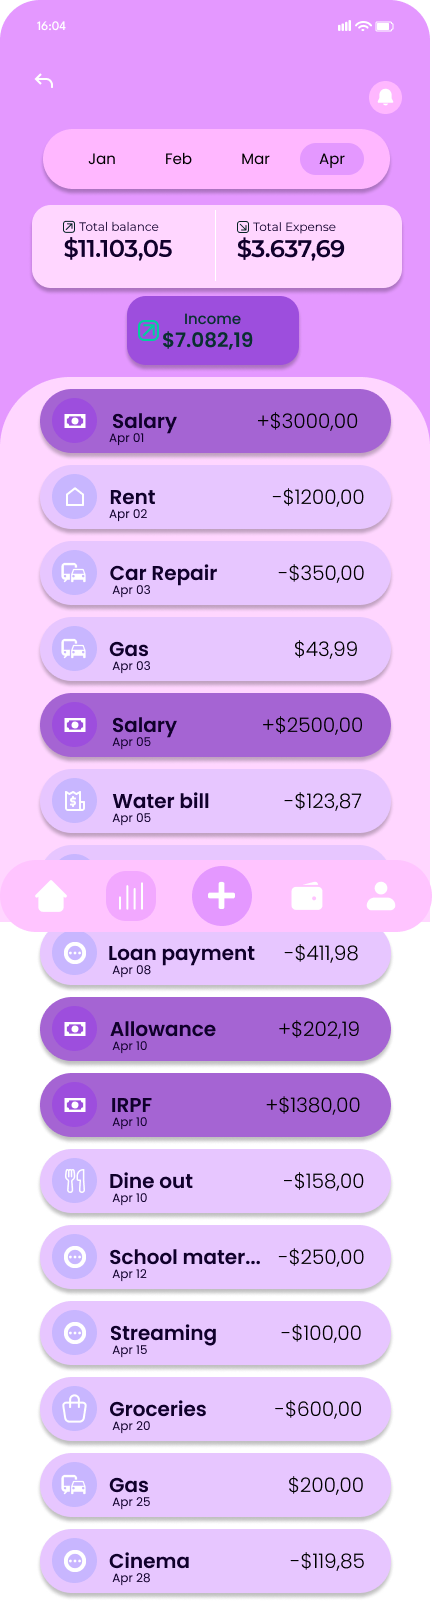 16:04
Jan Feb Mar Apr
Total balance
$11.103,05
Total Expense
$3.637,69
Income
$7.082,19
Salary +$3000,00
Apr 01
Rent -$1200,00
Apr 02
Car Repair -$350,00
Apr 03
Gas $43,99
Apr 03
Salary +$2500,00
Apr 05
Water bill -$123,87
Apr 05
Loan payment -$411,98
Apr 08
Allowance +$202,19
Apr 10
IRPF +$1380,00
Apr 10
Dine out -$158,00
Apr 10
School mater... -$250,00
Apr 12
Streaming -$100,00
Apr 15
Groceries -$600,00
Apr 20
Gas $200,00
Apr 25
Cinema -$119,85
Apr 28